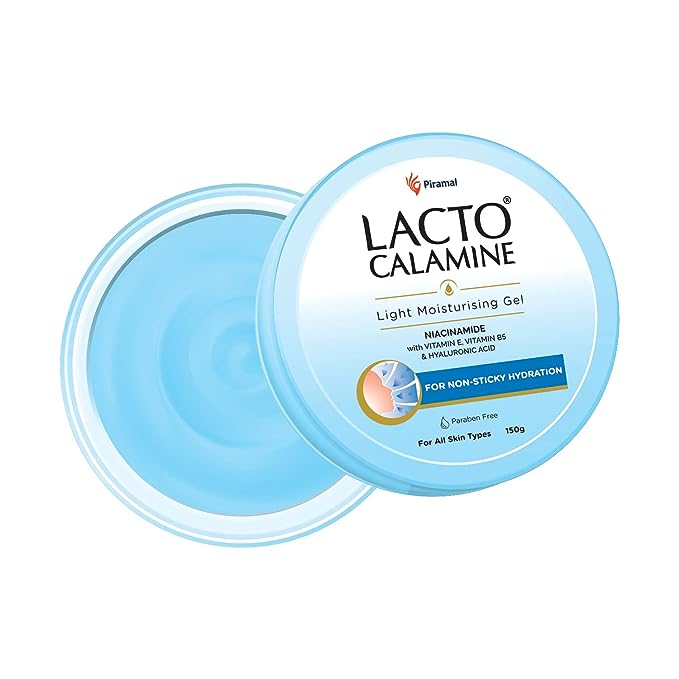 Piramal
LACTO®
CALAMINE
Light Moisturising Gel
NIACINAMIDE
with VITAMIN E, VITAMIN B5
& HYALURONIC ACID
FOR NON-STICKY HYDRATION
Paraben Free
For All Skin Types 150g